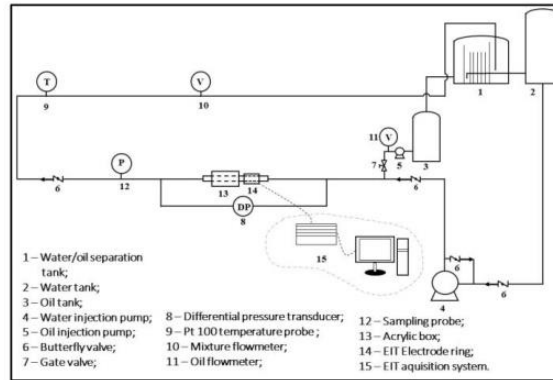 T
9
V
10
1
2
11
V
7
5
3
P
6
12
13
14
6
DP
8
15
6
4
6
1 – Water/oil separation
tank;
2 – Water tank;
3 – Oil tank;
4 – Water injection pump;
5 – Oil injection pump;
6 – Butterfly valve;
7 – Gate valve;
8 – Differential pressure transducer;
9 – Pt 100 temperature probe ;
10 – Mixture flowmeter;
11 – Oil flowmeter;
12 – Sampling probe;
13 – Acrylic box;
14 – EIT Electrode ring;
15 – EIT aquisition system.